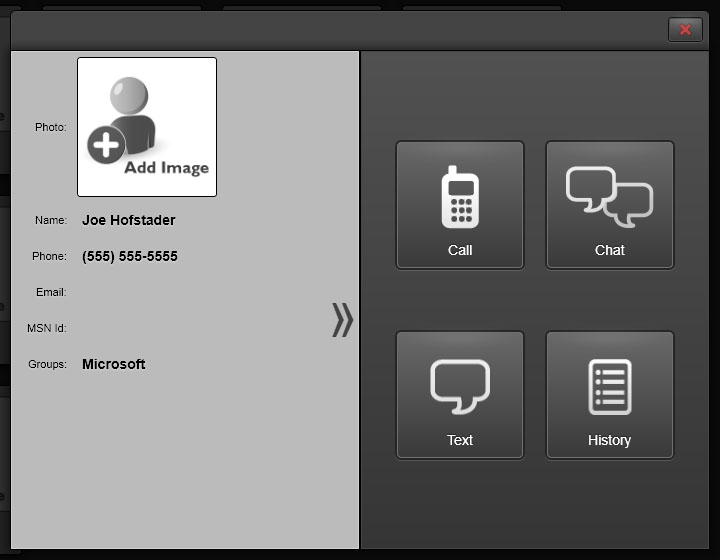 Photo:
Add Image
Name: Joe Hofstader
Phone: (555) 555-5555
Email:
MSN Id:
Groups: Microsoft
Call
Chat
Text
History